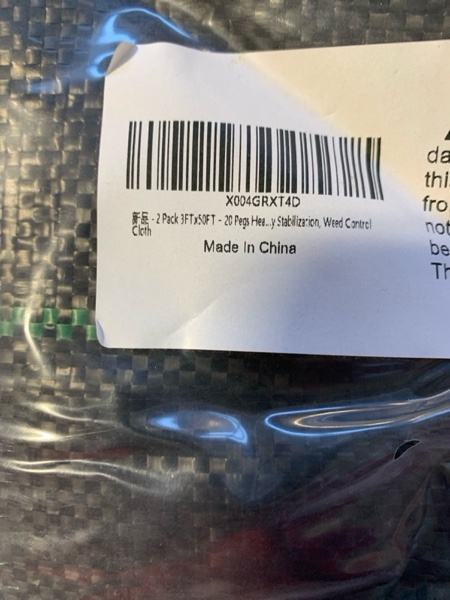 X004GRXT4D
新品 - 2 Pack 3FTx50FT - 20 Pegs Hea...y Stabilization, Weed Control
Cloth
Made In China
da
thi
fro
not
be
Th